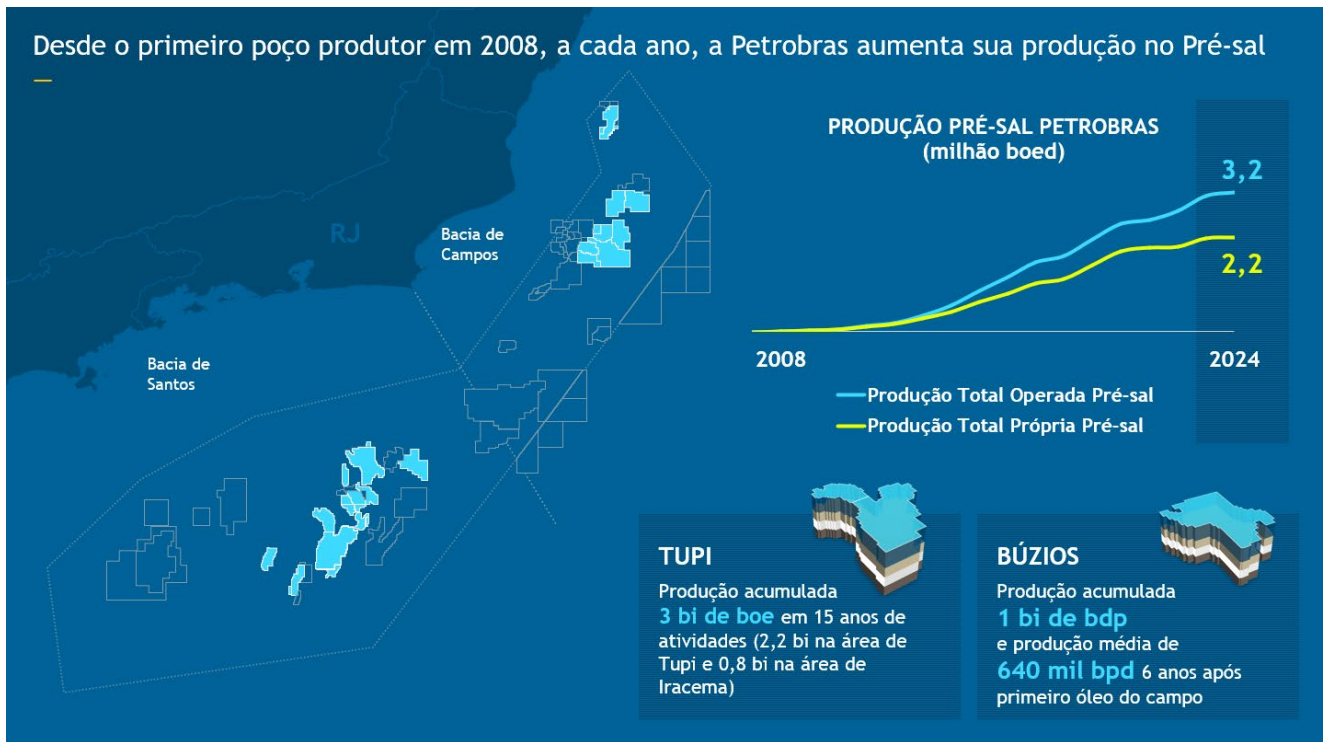 Desde o primeiro poço produtor em 2008, a cada ano, a Petrobras aumenta sua produção no Pré-sal
RJ
Bacia de
Campos
Bacia de
Santos
PRODUÇÃO PRÉ-SAL PETROBRAS
(milhão boed)
3,2
2,2
2008
2024
Produção Total Operada Pré-sal
Produção Total Própria Pré-sal
TUPI
Produção acumulada
3 bi de boe em 15 anos de
atividades (2,2 bi na área de
Tupi e 0,8 bi na área de
Iracema)
BÚZIOS
Produção acumulada
1 bi de bdp
e produção média de
640 mil bpd 6 anos após
primeiro óleo do campo